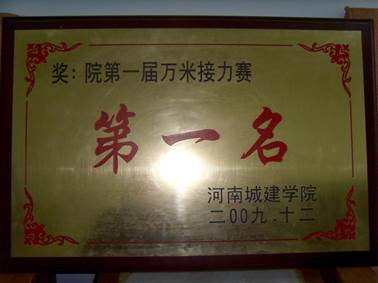 奖：院第一届万米接力赛
第一名
河南城建学院
二00九.十二